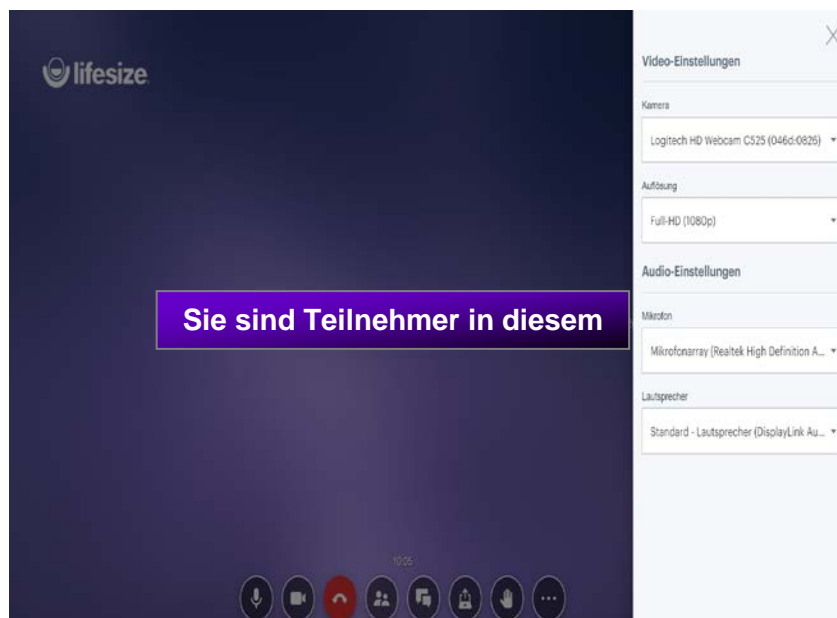 lifesize
Video-Einstellungen
Kamera
Logitech HD Webcam C525 (046d:0826)
Auflösung
Full-HD (1080p)
Audio-Einstellungen
Sie sind Teilnehmer in diesem
Mikrofon
Mikrofonarray (Realtek High Definition A...
Lautsprecher
Standard - Lautsprecher (DisplayLink Au...
10:05